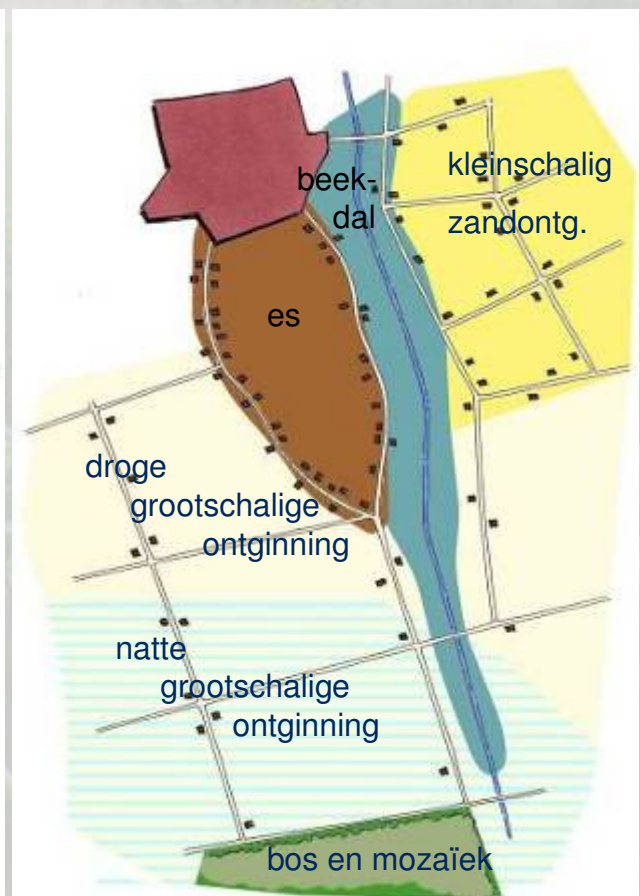 beek-
dal
kleinschalig
zandontg.
es
droge
grootschalige
ontginning
natte
grootschalige
ontginning
bos en mozaïek